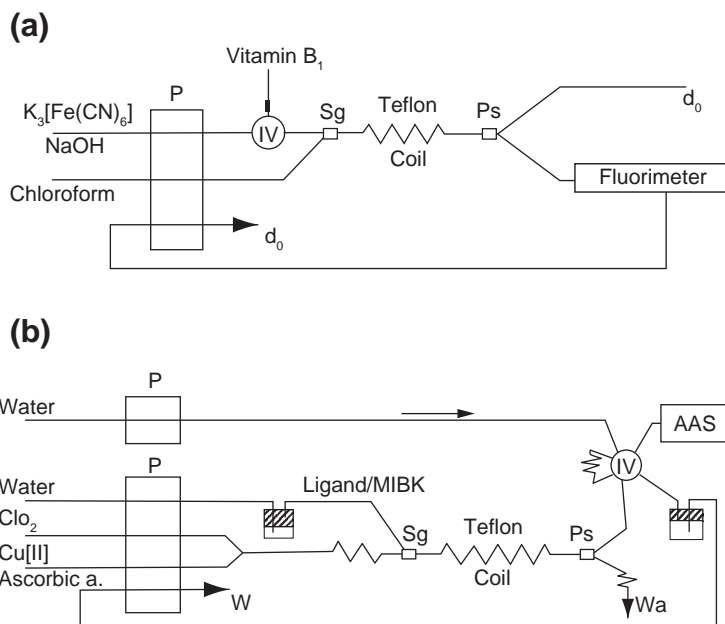 (a)
Vitamin B₁
P
K₃[Fe(CN)₆]
NaOH
IV
Sg
Teflon
Coil
Ps
d₀
Chloroform
Fluorimeter
d₀
(b)
P
Water
AAS
IV
P
Water
Ligand/MIBK
Clo₂
Cu[II]
Sg
Teflon
Coil
Ps
Ascorbic a.
W
Wa